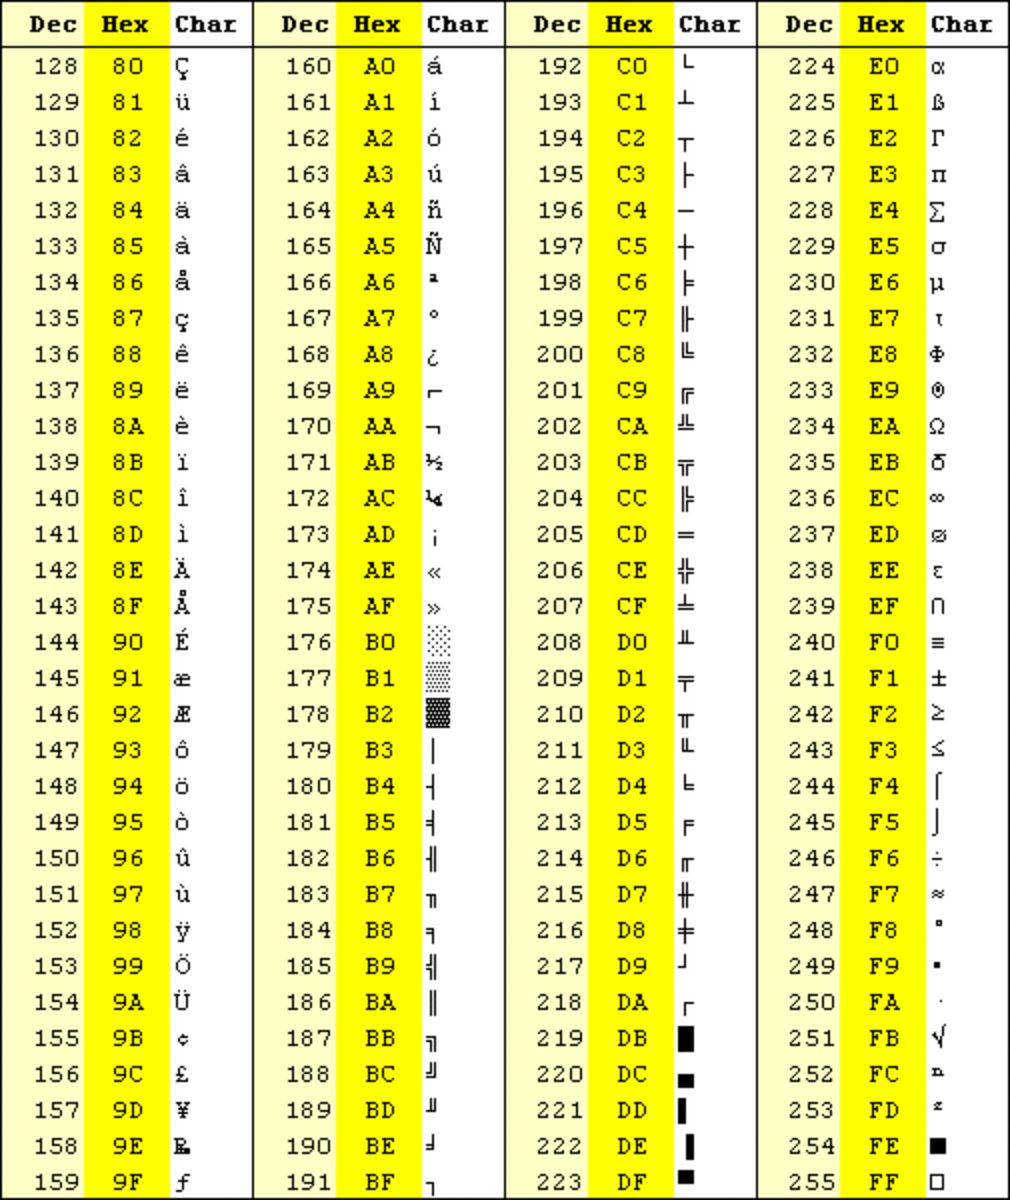 Dec Hex Char Dec Hex Char Dec Hex Char Dec Hex Char
128 80 Ç 160 A0 á 192 C0 └ 224 E0 α
129 81 ü 161 A1 í 193 C1 ┴ 225 E1 ß
130 82 é 162 A2 ó 194 C2 ┬ 226 E2 Γ
131 83 â 163 A3 ú 195 C3 ├ 227 E3 π
132 84 ä 164 A4 ñ 196 C4 ─ 228 E4 Σ
133 85 à 165 A5 Ñ 197 C5 ┼ 229 E5 σ
134 86 å 166 A6 ª 198 C6 ╞ 230 E6 µ
135 87 ç 167 A7 º 199 C7 ╟ 231 E7 τ
136 88 ê 168 A8 ¿ 200 C8 ╚ 232 E8 Φ
137 89 ë 169 A9 ⌐ 201 C9 ╔ 233 E9 Θ
138 8A è 170 AA ¬ 202 CA ╩ 234 EA Ω
139 8B ï 171 AB ½ 203 CB ╦ 235 EB δ
140 8C î 172 AC ¼ 204 CC ╠ 236 EC ∞
141 8D ì 173 AD ¡ 205 CD ═ 237 ED ø
142 8E Ä 174 AE « 206 CE ╬ 238 EE ε
143 8F Å 175 AF » 207 CF ╧ 239 EF ∩
144 90 É 176 B0 ░ 208 D0 ╨ 240 F0 ≡
145 91 æ 177 B1 ▒ 209 D1 ╤ 241 F1 ±
146 92 Æ 178 B2 ▓ 210 D2 ╥ 242 F2 ≥
147 93 ô 179 B3 │ 211 D3 ╙ 243 F3 ≤
148 94 ö 180 B4 ┤ 212 D4 ╘ 244 F4 ⌠
149 95 ò 181 B5 ╡ 213 D5 ╒ 245 F5 ⌡
150 96 û 182 B6 ╢ 214 D6 ╓ 246 F6 ÷
151 97 ù 183 B7 ╖ 215 D7 ╫ 247 F7 ≈
152 98 ÿ 184 B8 ╕ 216 D8 ╪ 248 F8 °
153 99 Ö 185 B9 ╣ 217 D9 ┘ 249 F9 ∙
154 9A Ü 186 BA ║ 218 DA ┌ 250 FA ·
155 9B ¢ 187 BB ╗ 219 DB █ 251 FB √
156 9C £ 188 BC ╝ 220 DC ▄ 252 FC ⁿ
157 9D ¥ 189 BD ╜ 221 DD ▌ 253 FD ²
158 9E ₧ 190 BE ╛ 222 DE ▐ 254 FE ■
159 9F ƒ 191 BF ┐ 223 DF ▀ 255 FF □